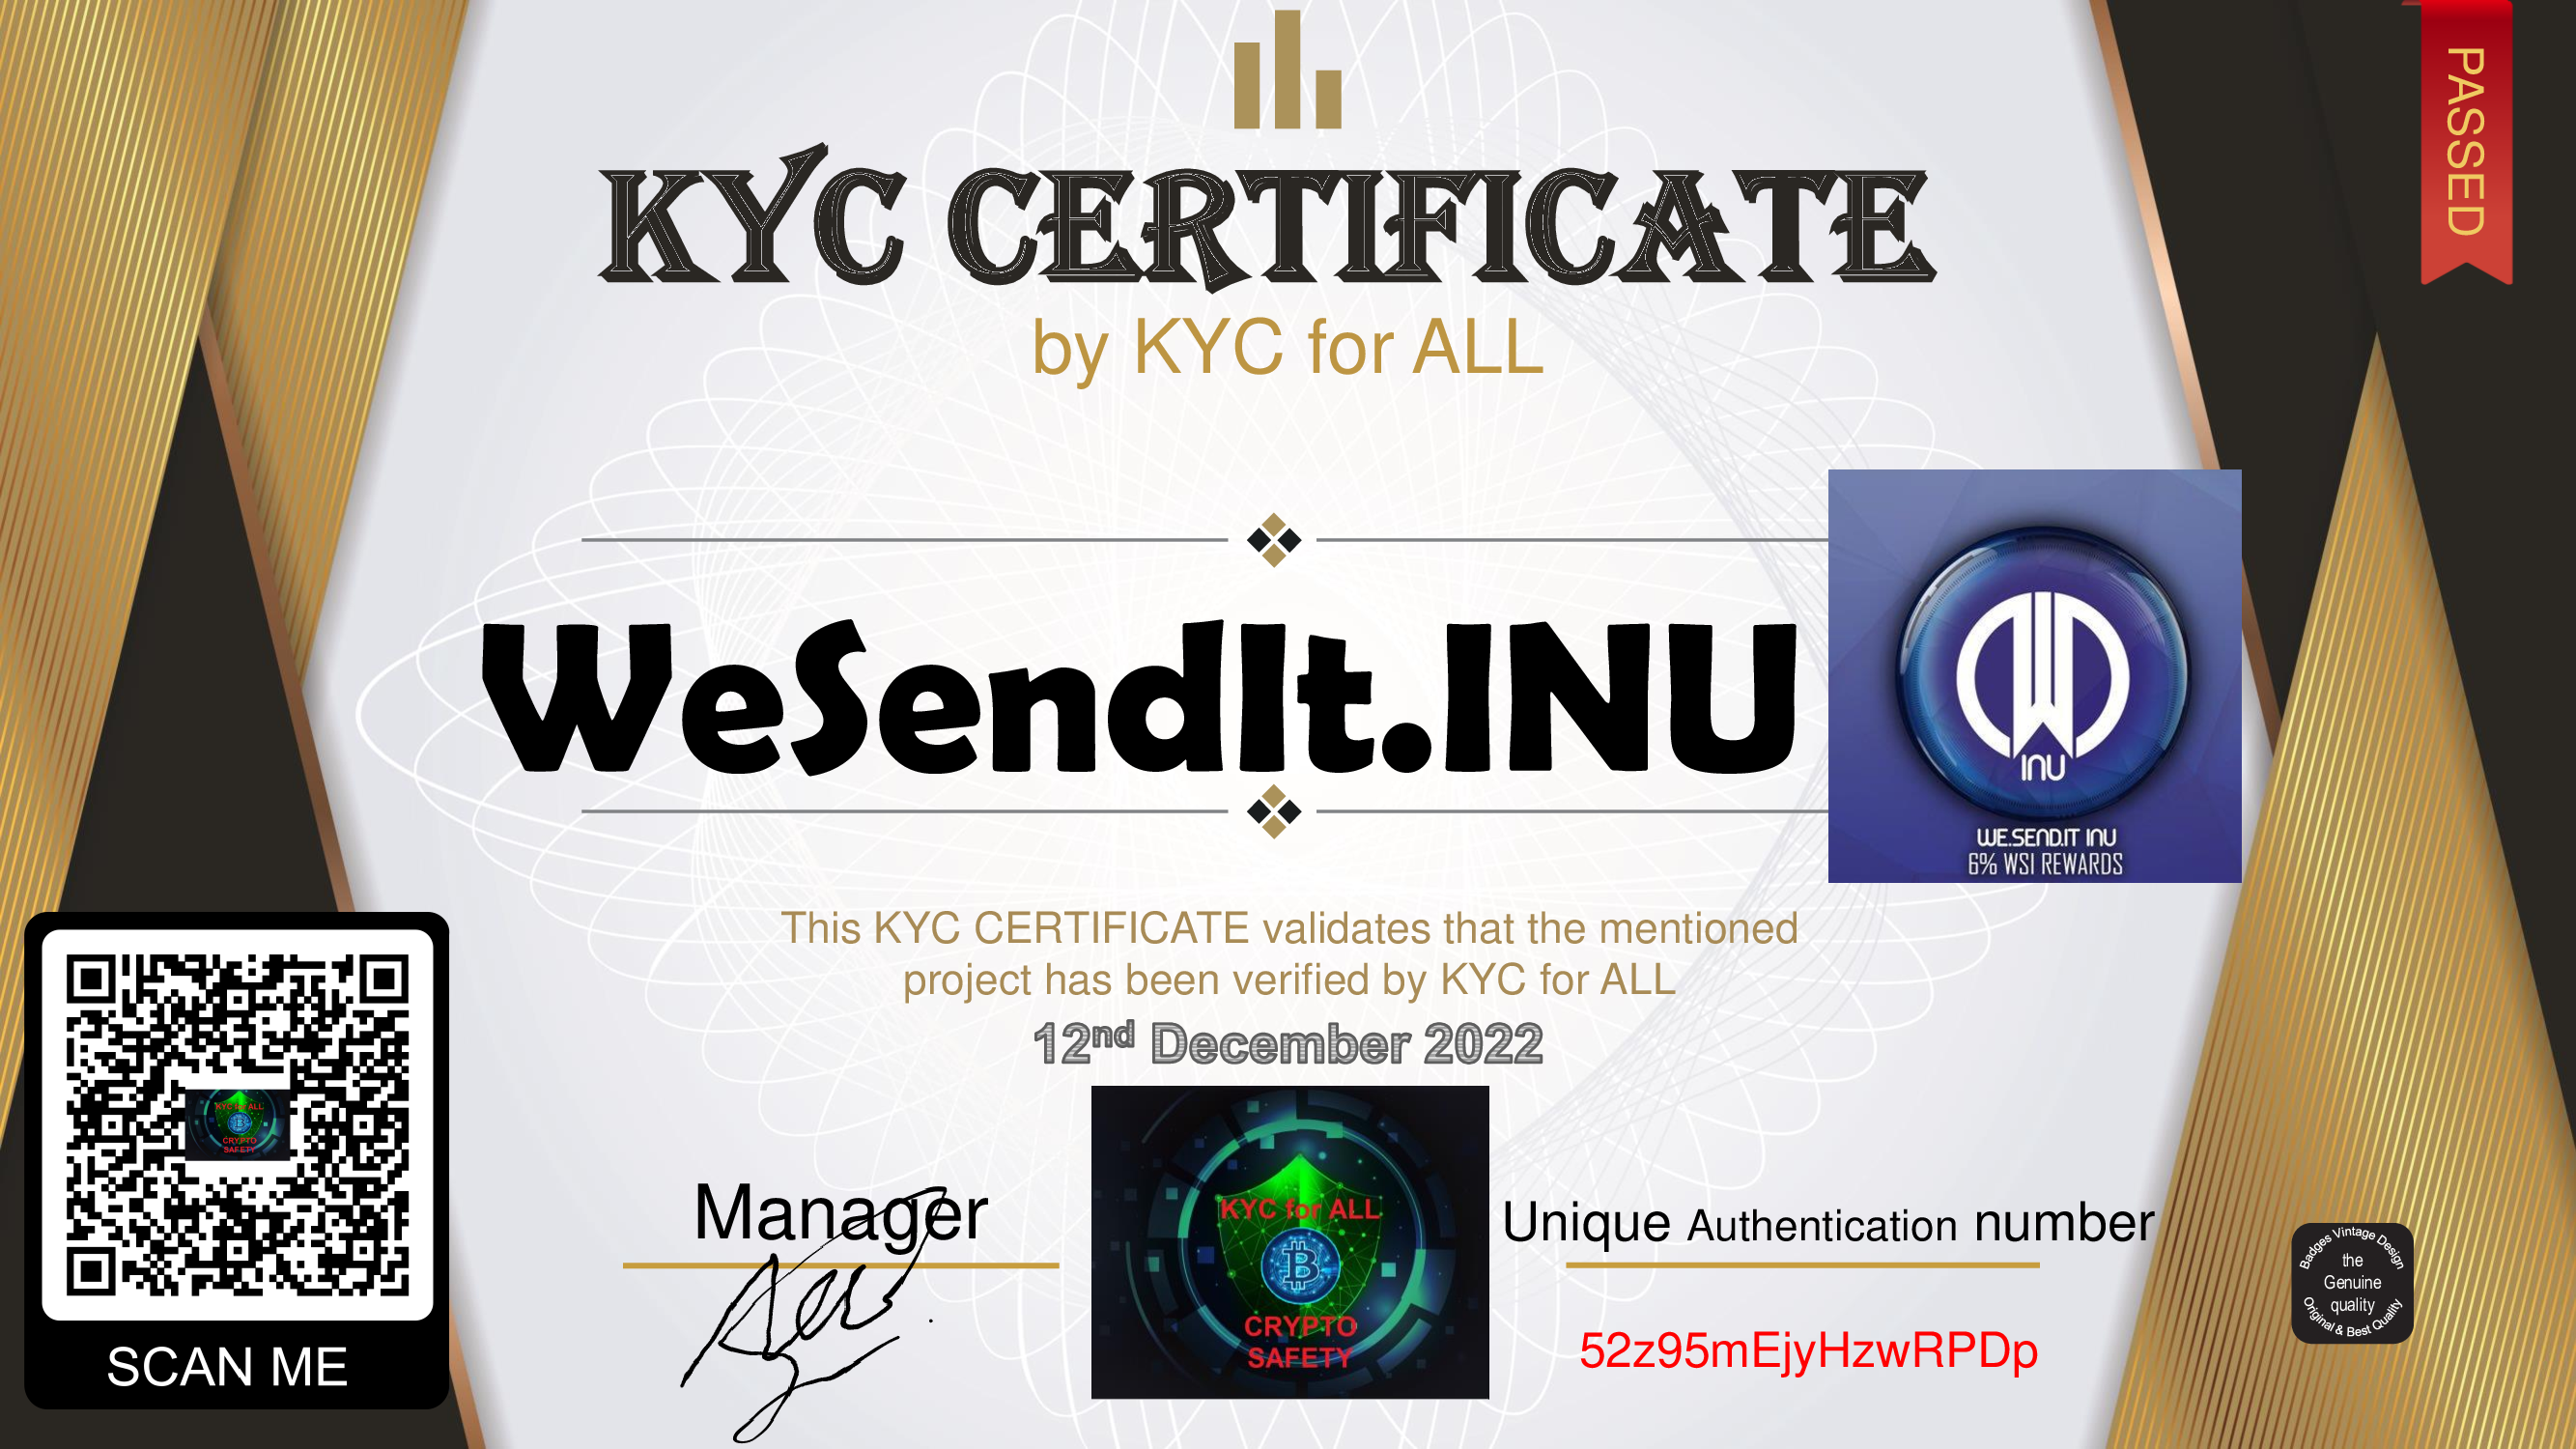 PASSED
KYC CERTIFICATE
by KYC for ALL
WeSendIt.INU
INU
WE.SEND.IT INU
6% WSI REWARDS
This KYC CERTIFICATE validates that the mentioned
project has been verified by KYC for ALL
12nd December 2022
KYC for ALL
CRYPTO
SAFETY
SCAN ME
Manager
KYC for ALL
CRYPTO
SAFETY
Unique Authentication number
52z95mEjyHzwRPDp
Badges Vintage Design
the
Genuine
quality
Original & Best Quality